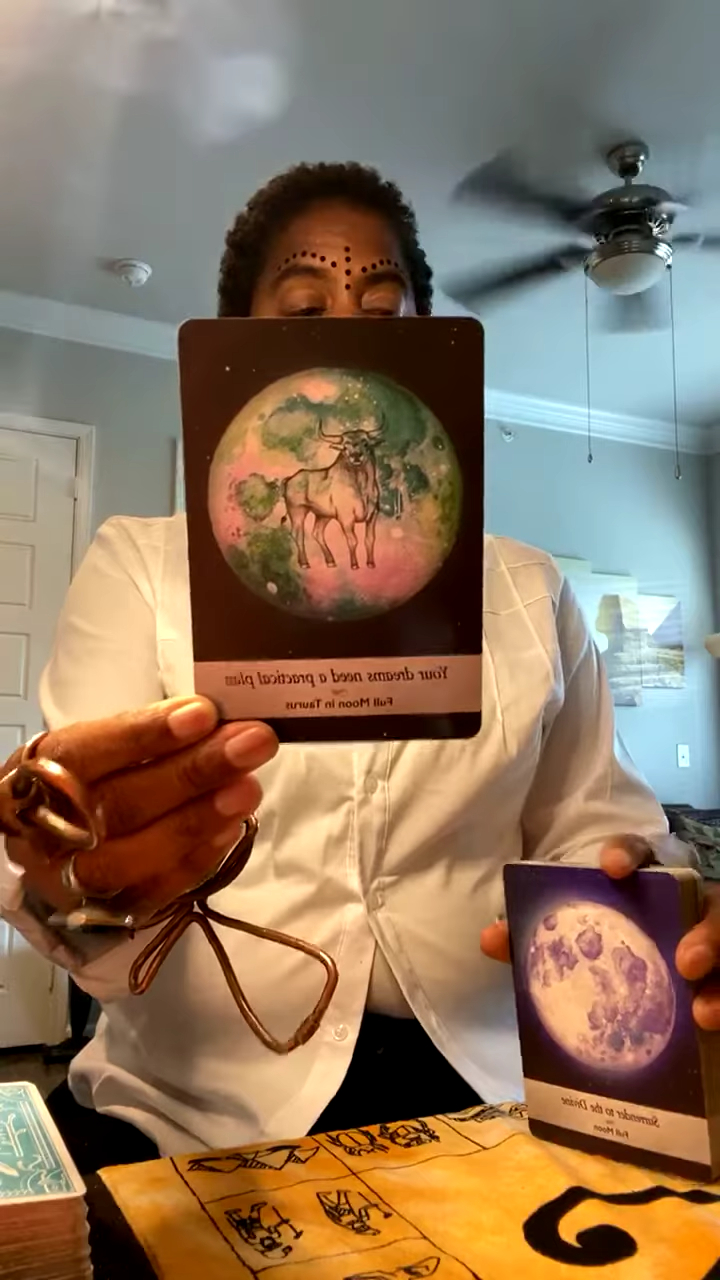 Your dreams need a practical plan
Full Moon in Taurus
Surrender to the Divine
Full Moon